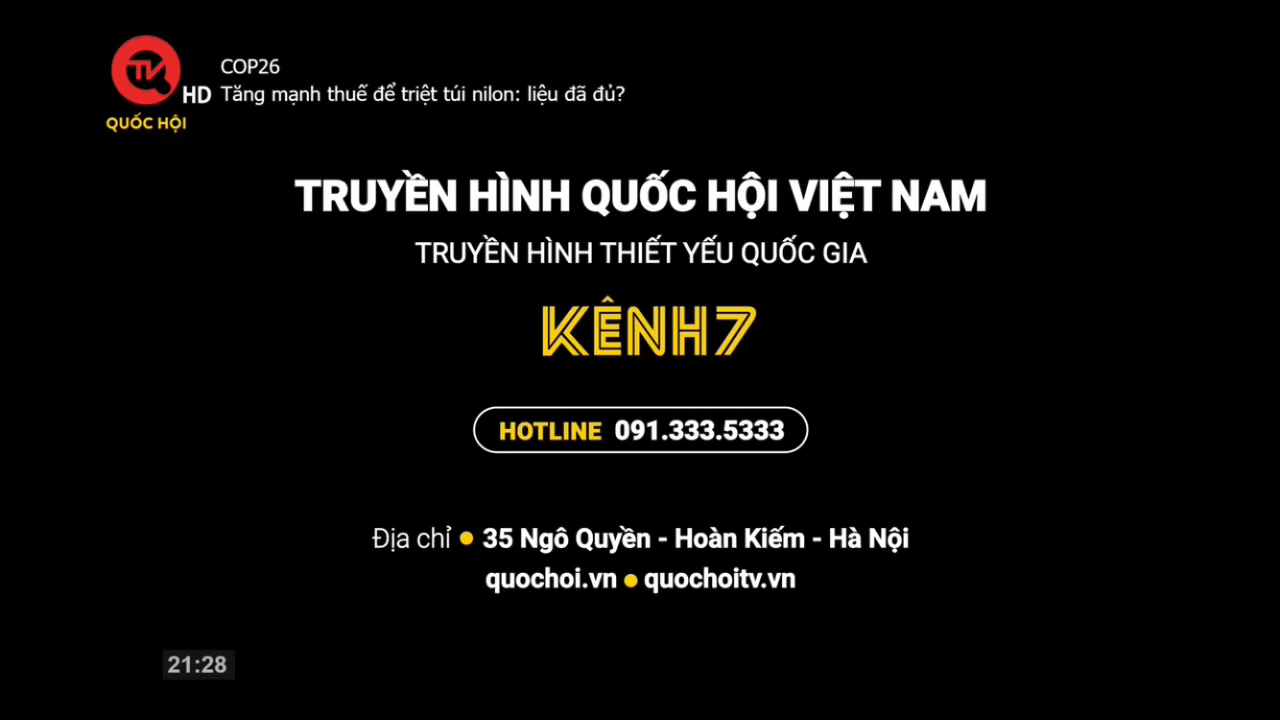 TV
HD
QUỐC HỘI
COP26
Tăng mạnh thuế để triệt túi nilon: liệu đã đủ?
TRUYỀN HÌNH QUỐC HỘI VIỆT NAM
TRUYỀN HÌNH THIẾT YẾU QUỐC GIA
KÊNH7
HOTLINE 091.333.5333
Địa chỉ • 35 Ngô Quyền - Hoàn Kiếm - Hà Nội
quochoi.vn • quochoitv.vn
21:28